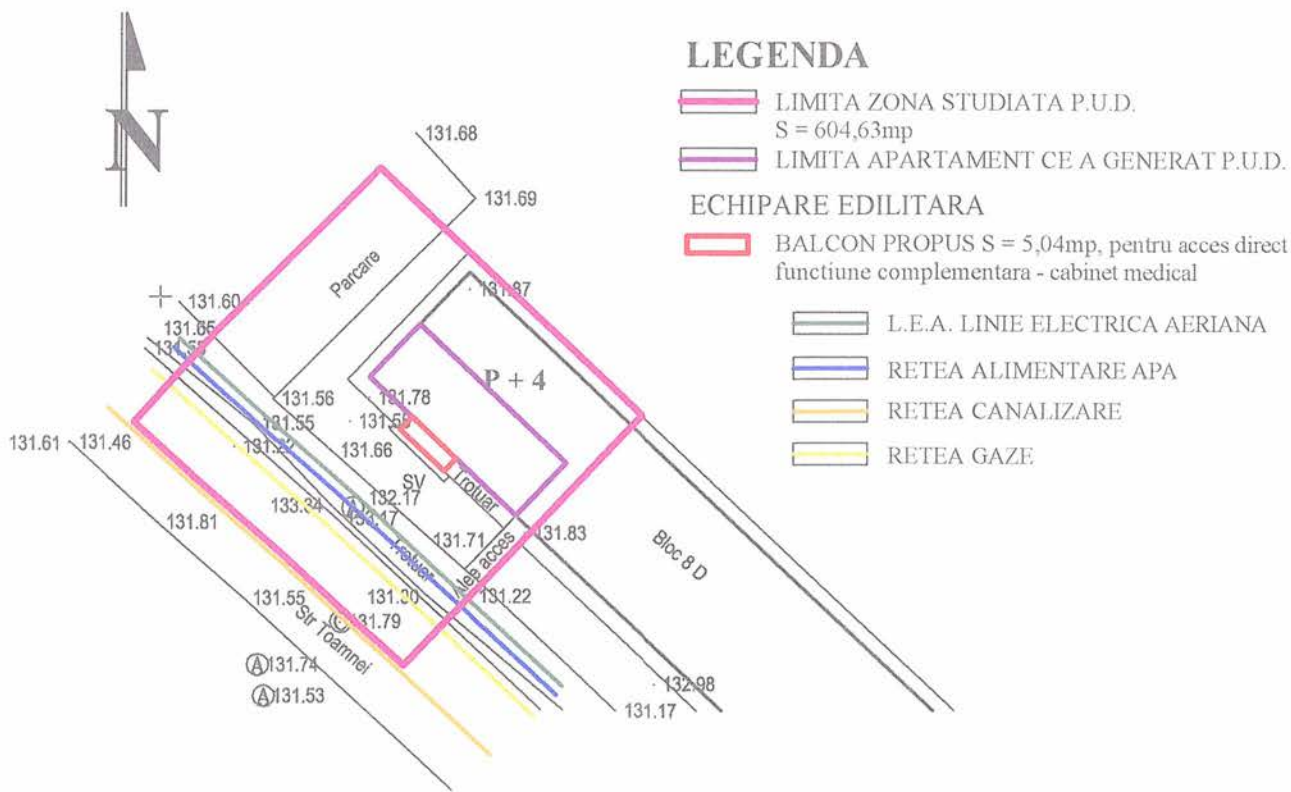 N
LEGENDA
LIMITA ZONA STUDIATA P.U.D.
S = 604,63mp
LIMITA APARTAMENT CE A GENERAT P.U.D.
ECHIPARE EDILITARA
BALCON PROPUS S = 5,04mp, pentru acces direct
functiune complementara - cabinet medical
L.E.A. LINIE ELECTRICA AERIANA
RETEA ALIMENTARE APA
RETEA CANALIZARE
RETEA GAZE
131.68
131.69
Parcare
131.87
131.60
131.65
P + 4
131.56
131.78
131.55
131.66
131.61
131.46
SV
Trotuar
133.34
132.17
A
131.81
131.71
131.83
Bloc 8 D
Trotuar
Alee acces
131.22
131.55
Str Toamnei
131.79
A 131.74
A 131.53
132.98
131.17